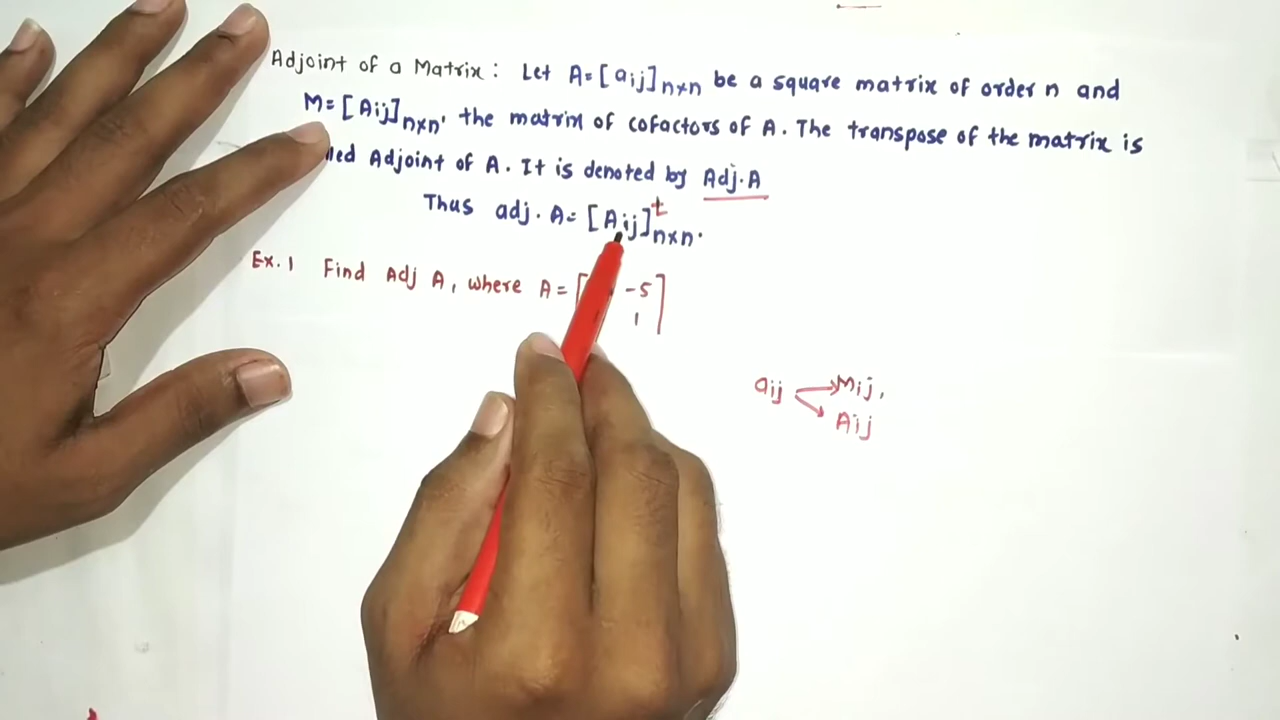 Adjoint of a Matrix: Let A=[aij]n×n be a square matrix of order n and
M=[Aij]n×n. the matrix of cofactors of A. The transpose of the matrix is
Adjoint of A. It is denoted by Adj.A
Thus adj. A=[Aij]t n×n.
Ex.1 Find Adj A, where A=[ -5]
1
aij Mij,
Aij